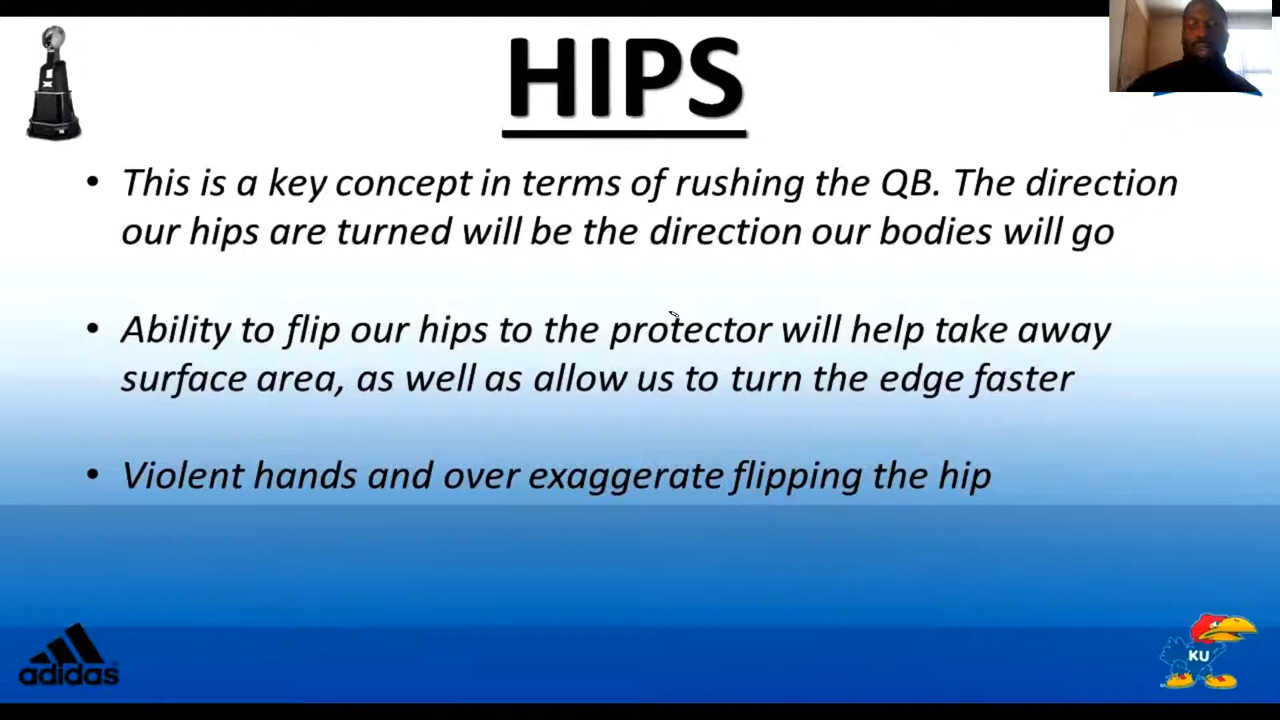 HIPS
• This is a key concept in terms of rushing the QB. The direction
our hips are turned will be the direction our bodies will go
• Ability to flip our hips to the protector will help take away
surface area, as well as allow us to turn the edge faster
• Violent hands and over exaggerate flipping the hip
adidas
KU